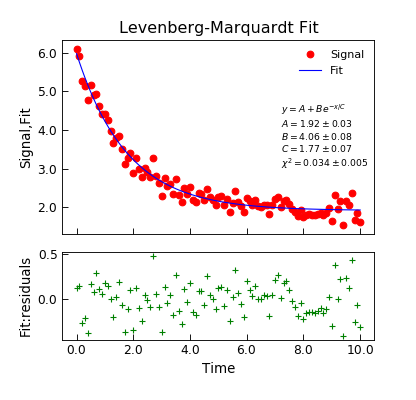 Levenberg-Marquardt Fit
6.0
5.0
4.0
3.0
2.0
Signal,Fit
Signal
Fit
y = A + Be^{-x/C}
A = 1.92 ± 0.03
B = 4.06 ± 0.08
C = 1.77 ± 0.07
χ² = 0.034 ± 0.005
0.5
0.0
Fit:residuals
0.0 2.0 4.0 6.0 8.0 10.0
Time